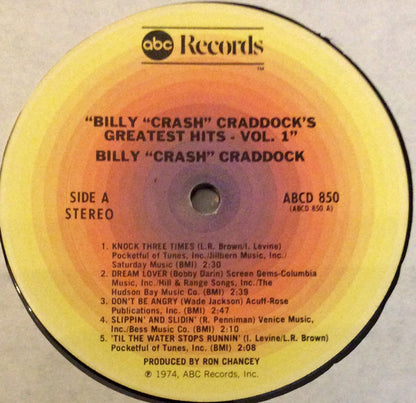 abc Records
TM
"BILLY "CRASH" CRADDOCK'S
GREATEST HITS - VOL. 1"
BILLY "CRASH" CRADDOCK
SIDE A
STEREO
ABCD 850
(ABCD 850 A)
1. KNOCK THREE TIMES (L.R. Brown/I. Levine)
Pocketful of Tunes, Inc./Jillbern Music, Inc./
Saturday Music (BMI) 2:30
2. DREAM LOVER (Bobby Darin) Screen Gems-Columbia
Music, Inc./Hill & Range Songs, Inc./The
Hudson Bay Music Co. (BMI) 2:39
3. DON'T BE ANGRY (Wade Jackson) Acuff-Rose
Publications, Inc. (BMI) 2:47
4. SLIPPIN' AND SLIDIN' (R. Penniman) Venice Music,
Inc./Bess Music Co. (BMI) 2:10
5. 'TIL THE WATER STOPS RUNNIN' (I. Levine/L.R. Brown)
Pocketful of Tunes, Inc. (BMI) 2:08
PRODUCED BY RON CHANCEY
℗ 1974, ABC Records, Inc.